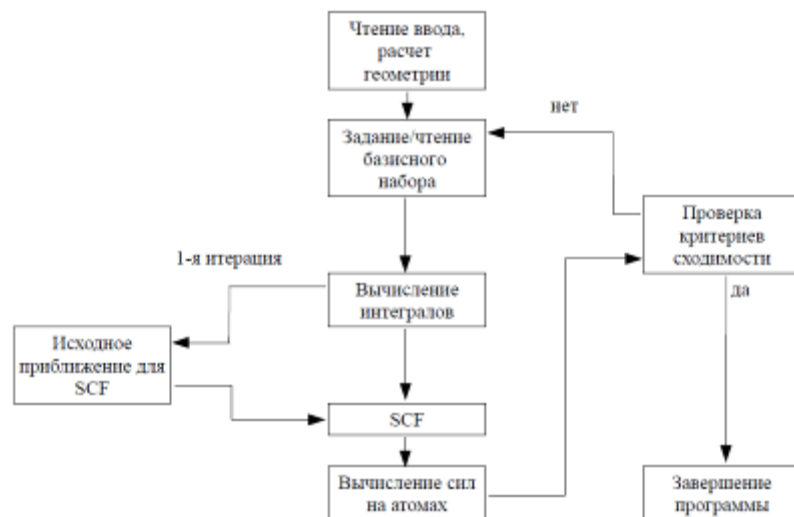 Чтение ввода,
расчет
геометрии
нет
Задание/чтение
базисного
набора
Проверка
критериев
сходимости
1-я итерация
да
Вычисление
интегралов
Исходное
приближение для
SCF
SCF
Вычисление сил
на атомах
Завершение
программы